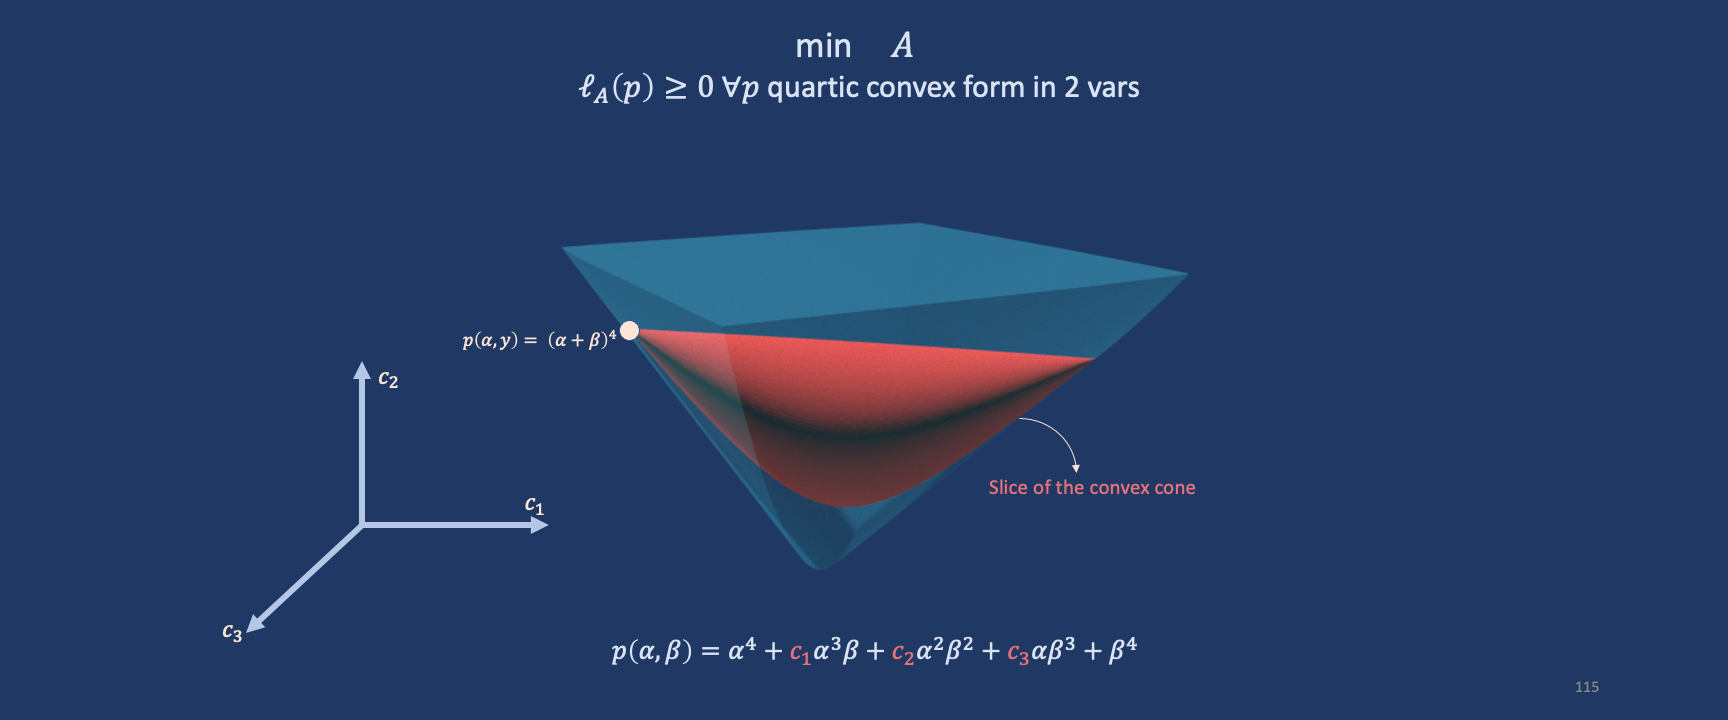 min A
ℓ_A(p) ≥ 0 ∀p quartic convex form in 2 vars
p(α, y) = (α + β)⁴
c₂
c₁
Slice of the convex cone
c₃
p(α, β) = α⁴ + c₁α³β + c₂α²β² + c₃αβ³ + β⁴
115